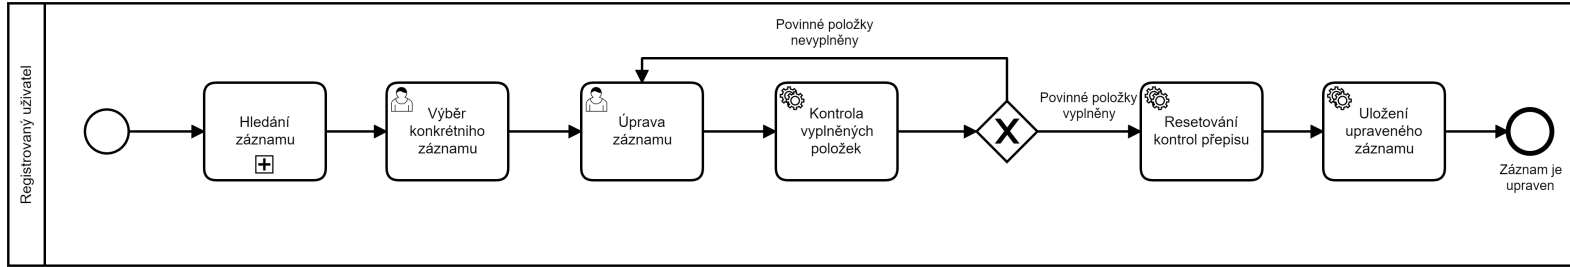 Registrovaný uživatel
Hledání
záznamu
Výběr
konkrétního
záznamu
Úprava
záznamu
Kontrola
vyplněných
položek
Povinné položky
nevyplněny
Povinné položky
vyplněny
Resetování
kontrol přepisu
Uložení
upraveného
záznamu
Záznam je
upraven